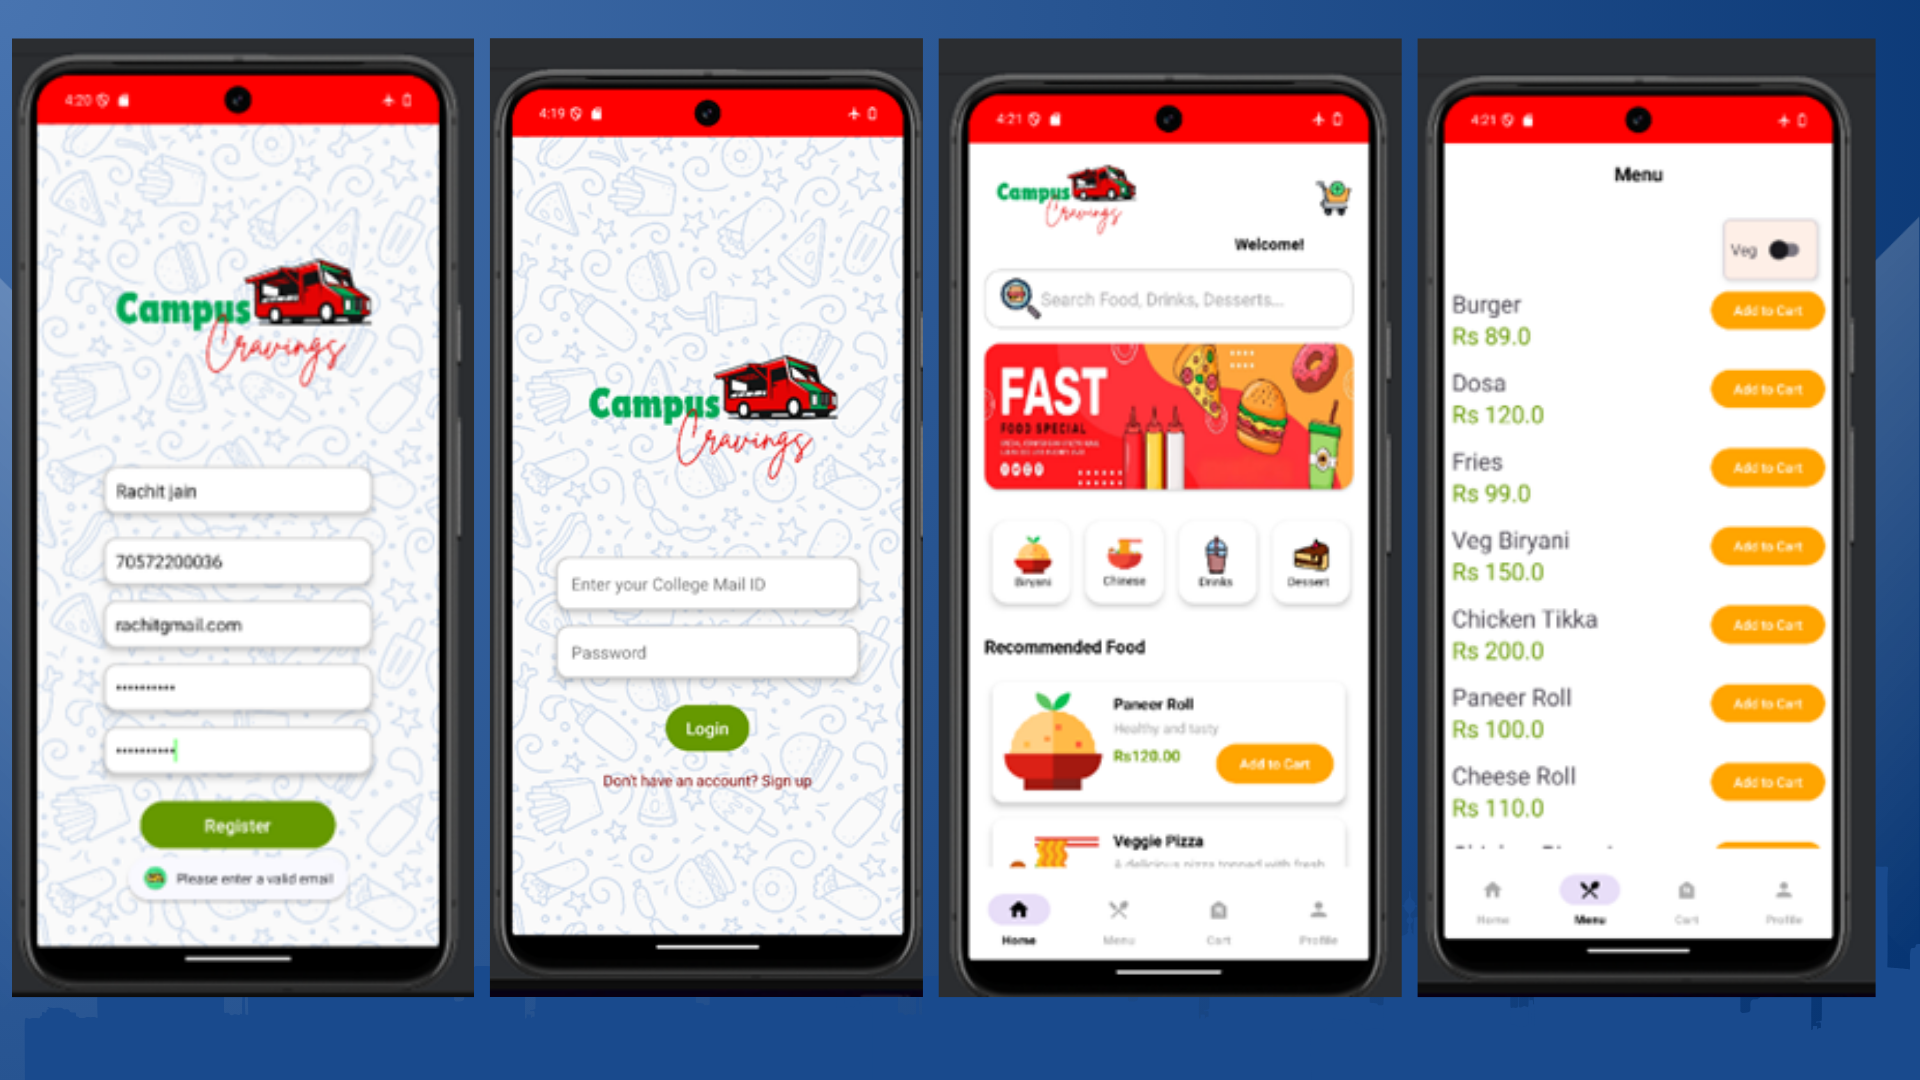 4:20
Campus
Cravings
Rachit jain
70572200036
rachitgmail.com
••••••••••
••••••••••
Register
Please enter a valid email
4:19
Campus
Cravings
Enter your College Mail ID
Password
Login
Don't have an account? Sign up
4:21
Campus
Cravings
Welcome!
Search Food, Drinks, Desserts...
FAST
FOOD SPECIAL
Biryani
Chinese
Drinks
Dessert
Recommended Food
Paneer Roll
Healthy and tasty
Rs120.00
Add to Cart
Veggie Pizza
A delicious pizza topped with fresh
Home
Menu
Cart
Profile
4:21
Menu
Veg
Burger
Add to Cart
Rs 89.0
Dosa
Add to Cart
Rs 120.0
Fries
Add to Cart
Rs 99.0
Veg Biryani
Add to Cart
Rs 150.0
Chicken Tikka
Add to Cart
Rs 200.0
Paneer Roll
Add to Cart
Rs 100.0
Cheese Roll
Add to Cart
Rs 110.0
Home
Menu
Cart
Profile